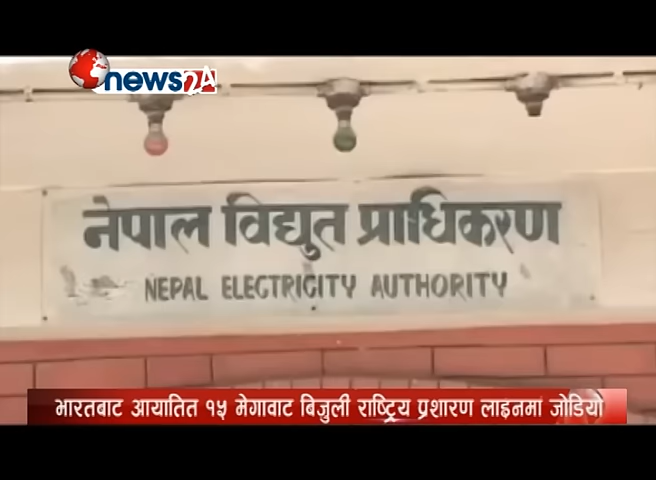 news24
नेपाल विद्युत प्राधिकरण
NEPAL ELECTRICITY AUTHORITY
भारतबाट आयातित १५ मेगावाट बिजुली राष्ट्रिय प्रशारण लाइनमा जोडियो